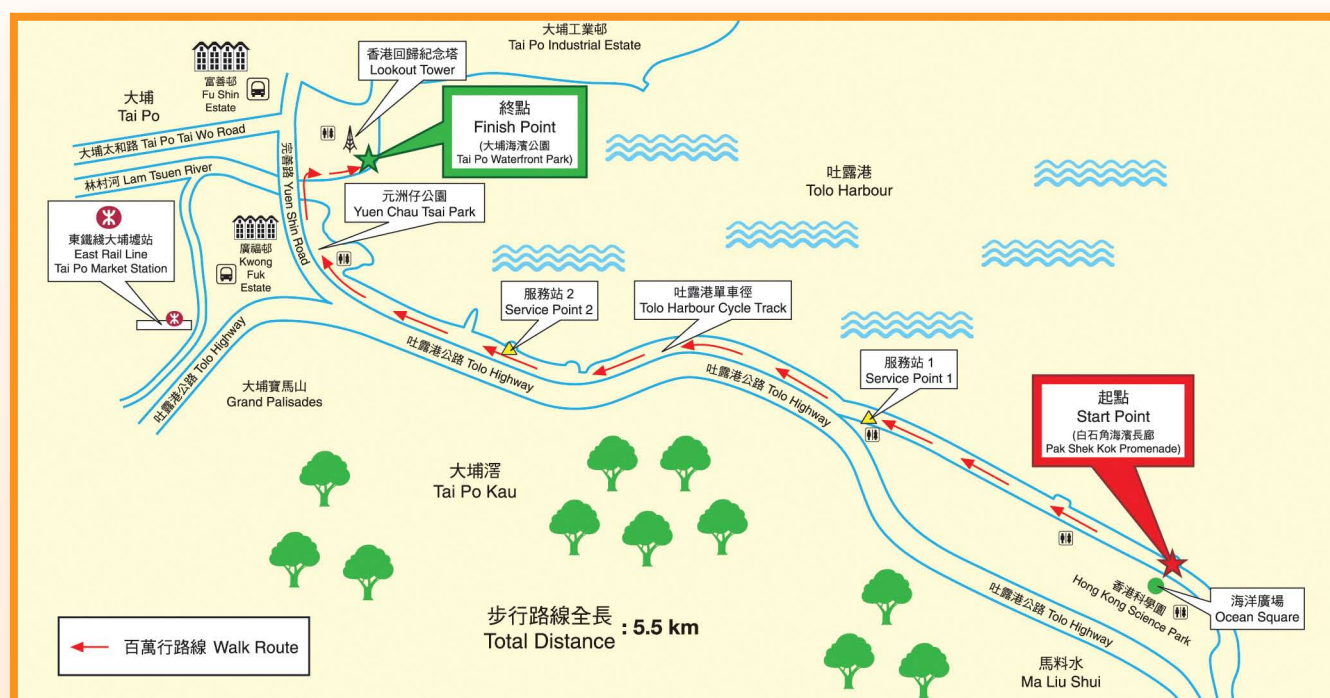 大埔工業邨
Tai Po Industrial Estate
香港回歸紀念塔
Lookout Tower
富善邨
Fu Shin
Estate
大埔
Tai Po
終點
Finish Point
(大埔海濱公園
Tai Po Waterfront Park)
大埔太和路 Tai Po Tai Wo Road
完善路 Yuen Shin Road
林村河 Lam Tsuen River
吐露港
Tolo Harbour
元洲仔公園
Yuen Chau Tsai Park
東鐵綫大埔墟站
East Rail Line
Tai Po Market Station
廣福邨
Kwong
Fuk
Estate
服務站 2
Service Point 2
吐露港單車徑
Tolo Harbour Cycle Track
吐露港公路 Tolo Highway
吐露港公路 Tolo Highway
吐露港公路 Tolo Highway
服務站 1
Service Point 1
大埔寶馬山
Grand Palisades
起點
Start Point
(白石角海濱長廊
Pak Shek Kok Promenade)
大埔滘
Tai Po Kau
吐露港公路 Tolo Highway
香港科學園
Hong Kong Science Park
海洋廣場
Ocean Square
步行路線全長
Total Distance : 5.5 km
百萬行路線 Walk Route
馬料水
Ma Liu Shui